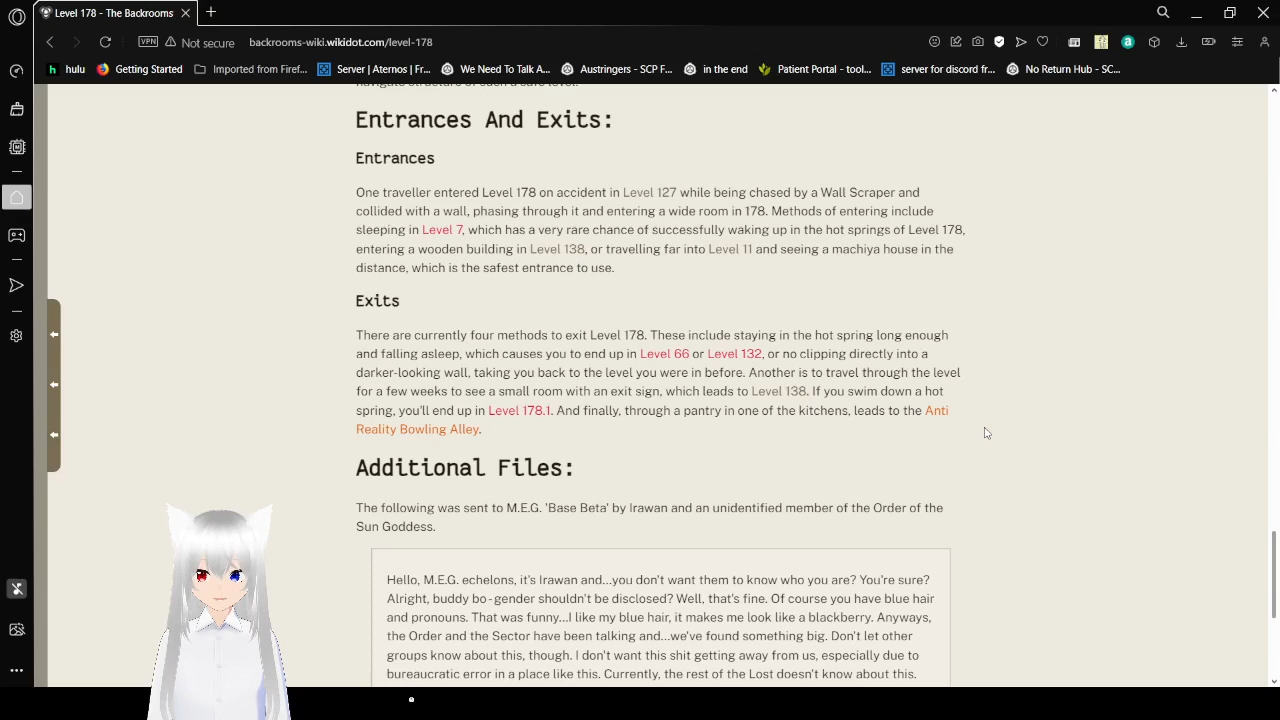 Level 178 - The Backrooms
VPN
Not secure
backrooms-wiki.wikidot.com/level-178
hulu
Getting Started
Imported from Firef...
Server | Aternos | Fr...
We Need To Talk A...
Austringers - SCP F...
in the end
Patient Portal - tool...
server for discord fr...
No Return Hub - SC...
navigate structure of such a safe level.
Entrances And Exits:
Entrances
One traveller entered Level 178 on accident in Level 127 while being chased by a Wall Scraper and
collided with a wall, phasing through it and entering a wide room in 178. Methods of entering include
sleeping in Level 7, which has a very rare chance of successfully waking up in the hot springs of Level 178,
entering a wooden building in Level 138, or travelling far into Level 11 and seeing a machiya house in the
distance, which is the safest entrance to use.
Exits
There are currently four methods to exit Level 178. These include staying in the hot spring long enough
and falling asleep, which causes you to end up in Level 66 or Level 132, or no clipping directly into a
darker-looking wall, taking you back to the level you were in before. Another is to travel through the level
for a few weeks to see a small room with an exit sign, which leads to Level 138. If you swim down a hot
spring, you'll end up in Level 178.1. And finally, through a pantry in one of the kitchens, leads to the Anti
Reality Bowling Alley.
Additional Files:
The following was sent to M.E.G. 'Base Beta' by Irawan and an unidentified member of the Order of the
Sun Goddess.
Hello, M.E.G. echelons, it's Irawan and...you don't want them to know who you are? You're sure?
Alright, buddy bo - gender shouldn't be disclosed? Well, that's fine. Of course you have blue hair
and pronouns. That was funny...I like my blue hair, it makes me look like a blackberry. Anyways,
the Order and the Sector have been talking and...we've found something big. Don't let other
groups know about this, though. I don't want this shit getting away from us, especially due to
bureaucratic error in a place like this. Currently, the rest of the Lost doesn't know about this.